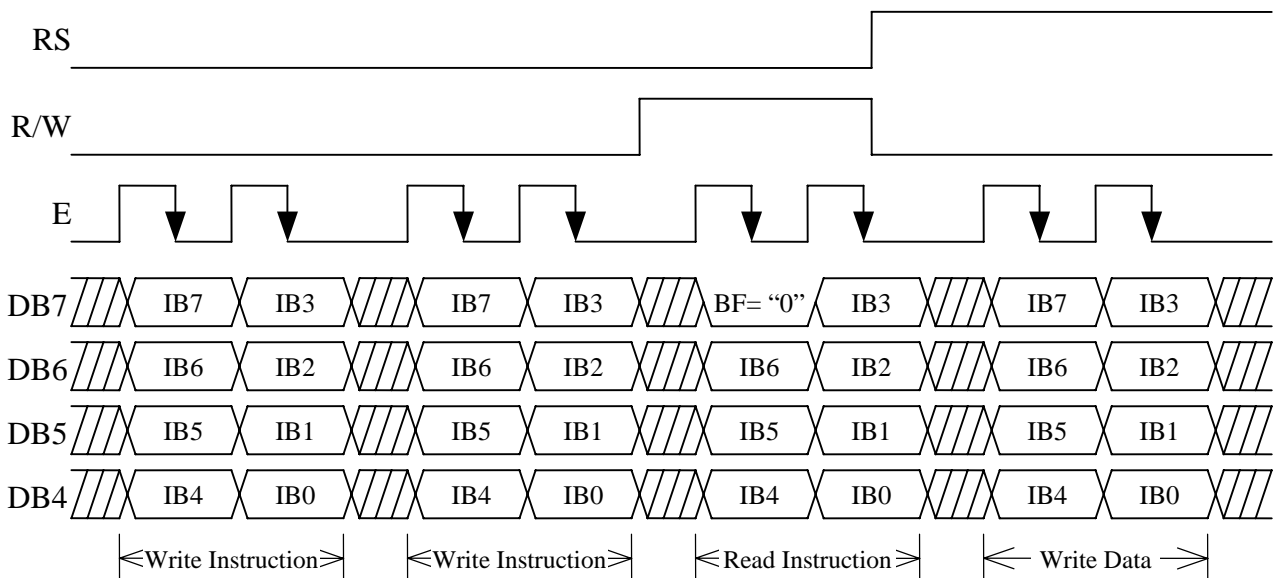 RS
R/W
E
DB7 IB7 IB3 IB7 IB3 BF= “0” IB3 IB7 IB3
DB6 IB6 IB2 IB6 IB2 IB6 IB2 IB6 IB2
DB5 IB5 IB1 IB5 IB1 IB5 IB1 IB5 IB1
DB4 IB4 IB0 IB4 IB0 IB4 IB0 IB4 IB0
Write Instruction Write Instruction Read Instruction Write Data